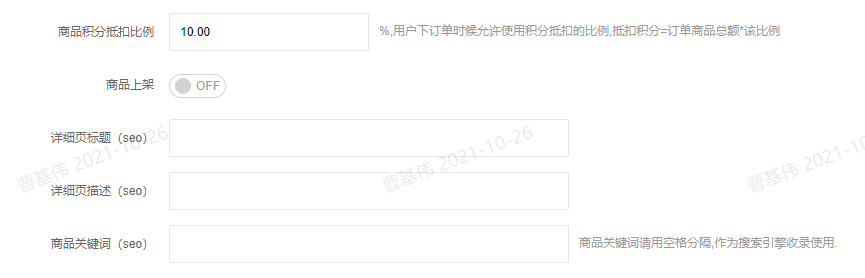 商品积分抵扣比例 10.00 %,用户下订单时候允许使用积分抵扣的比例,抵扣积分=订单商品总额*该比例
商品上架 OFF
详细页标题（seo）
曹基伟 2021-10-26 曹基伟 2021-10-26 曹基伟 2021-10-26
详细页描述（seo）
商品关键词（seo） 商品关键词请用空格分隔,作为搜索引擎收录使用.